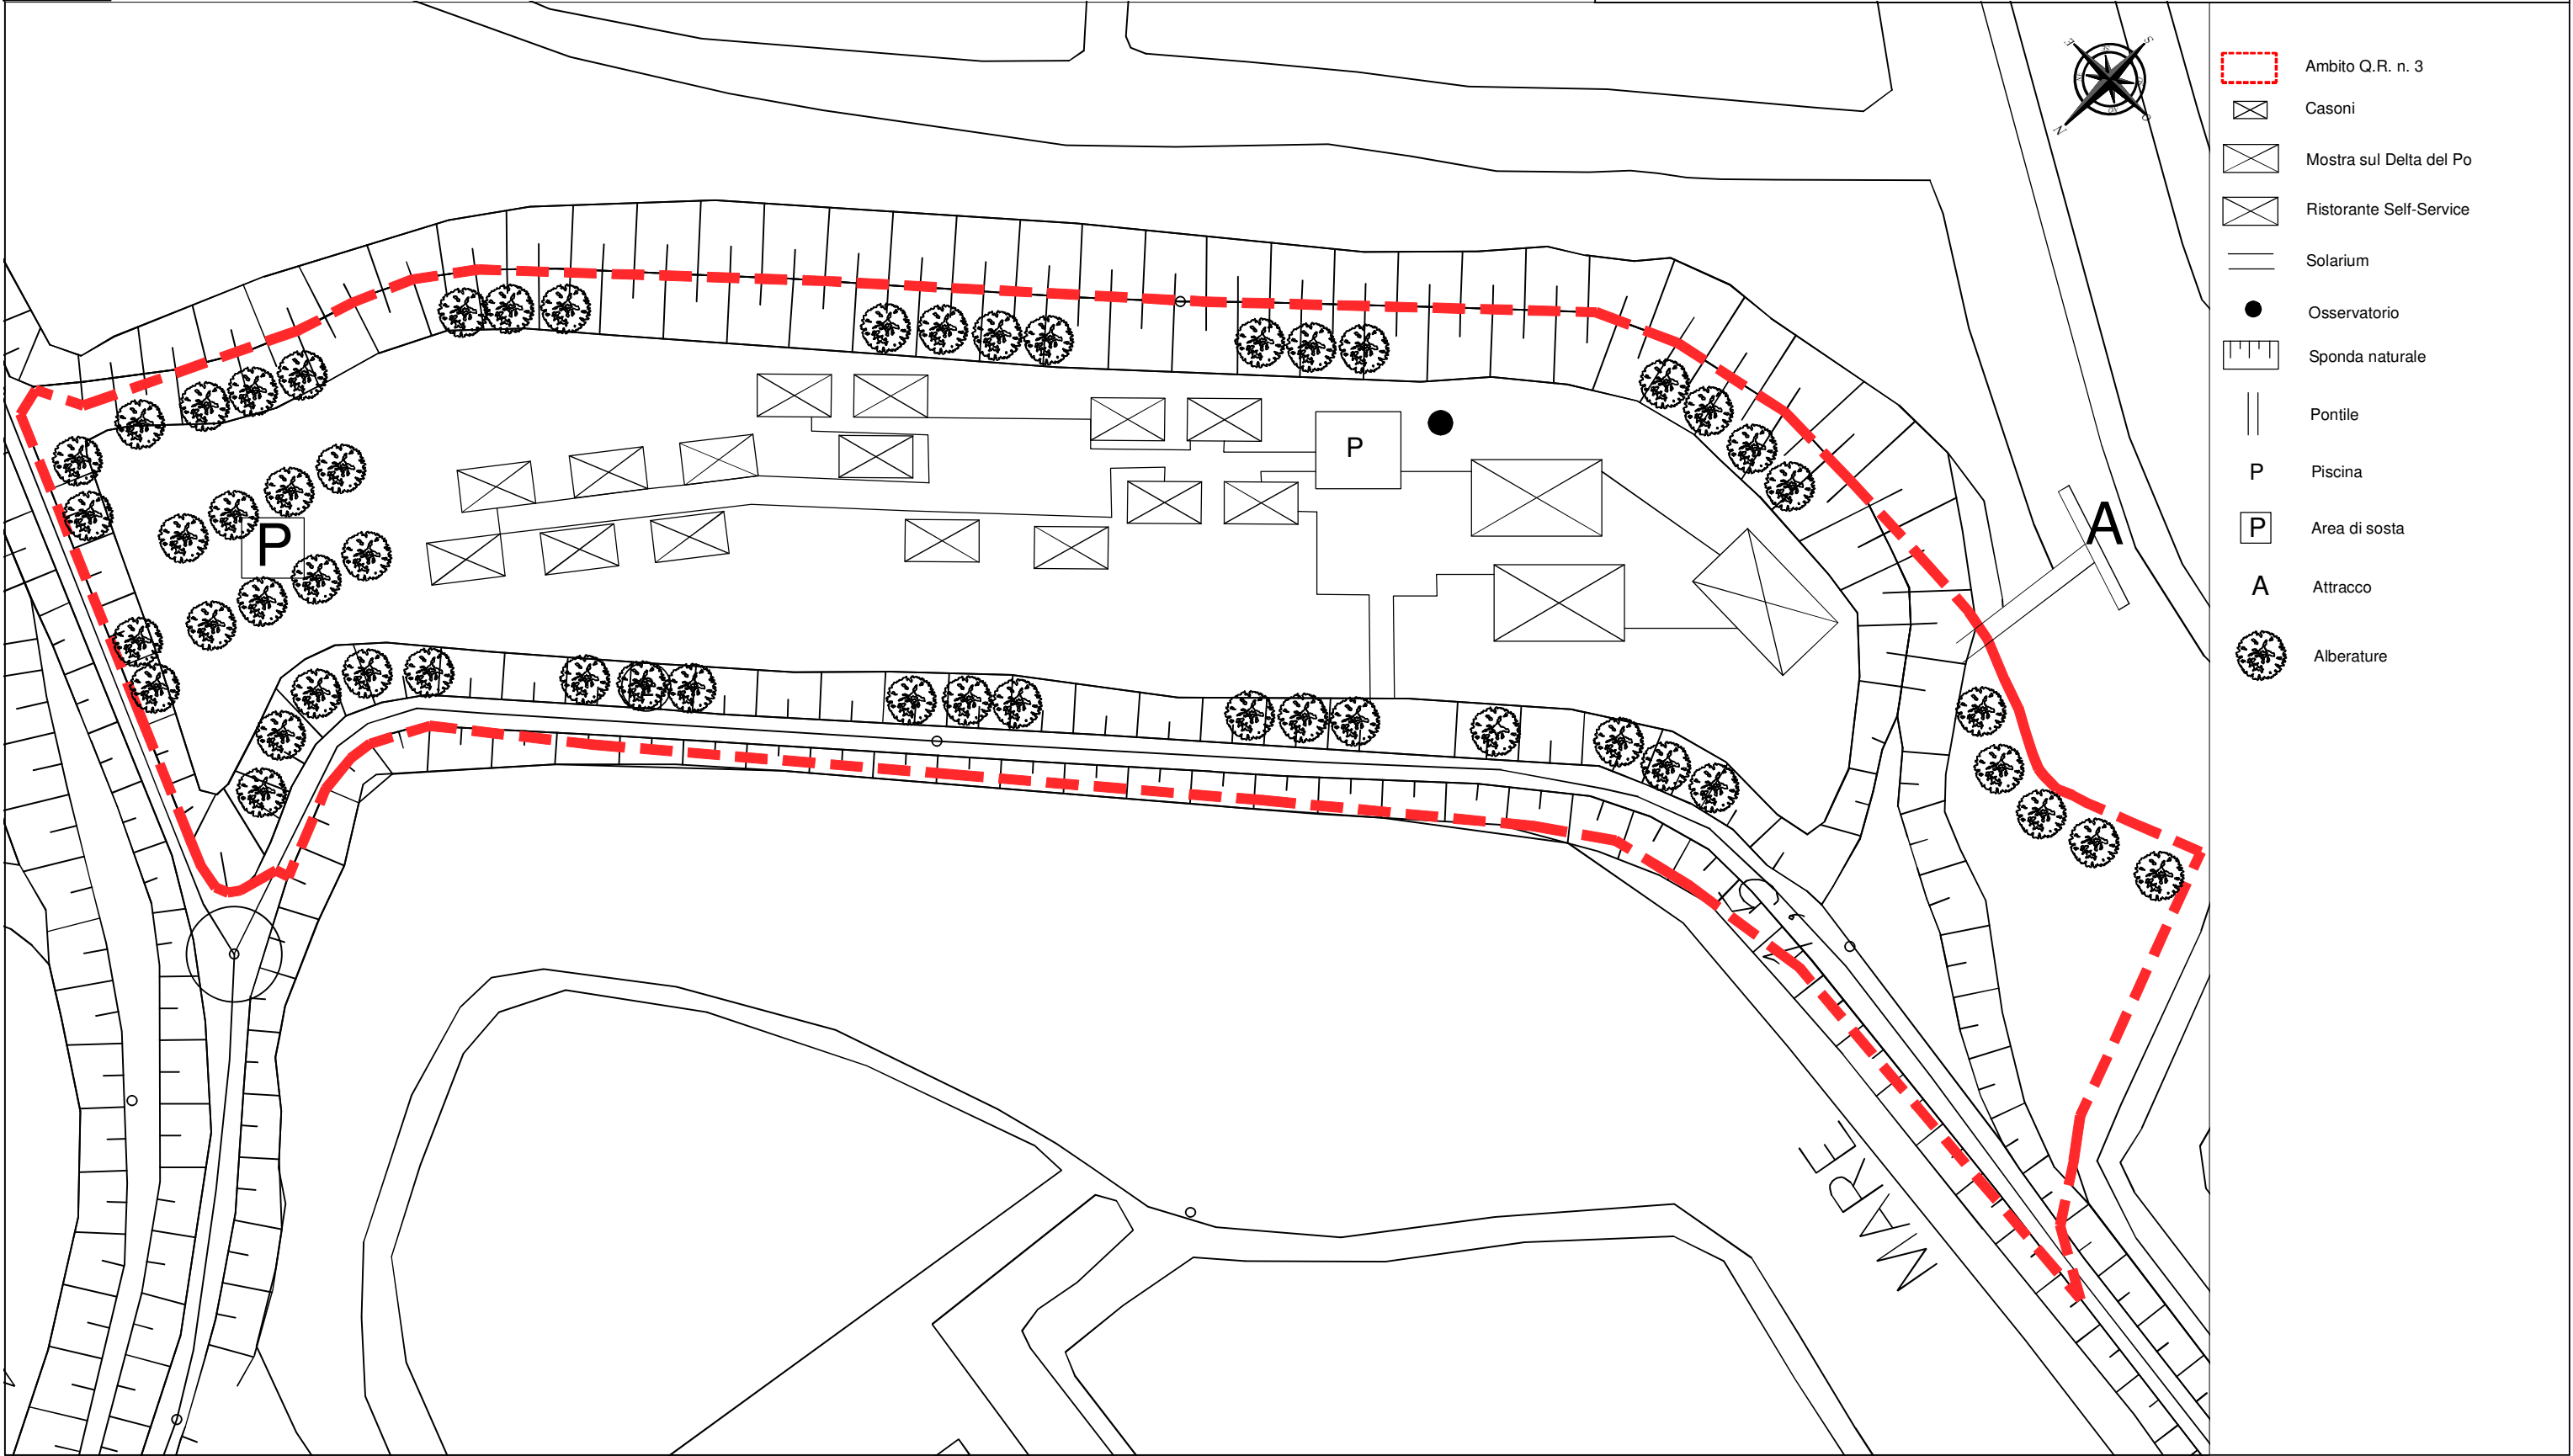 Ambito Q.R. n. 3
Casoni
Mostra sul Delta del Po
Ristorante Self-Service
Solarium
Osservatorio
Sponda naturale
Pontile
P Piscina
P Area di sosta
A Attracco
Alberature
P
P
A
MARE
N